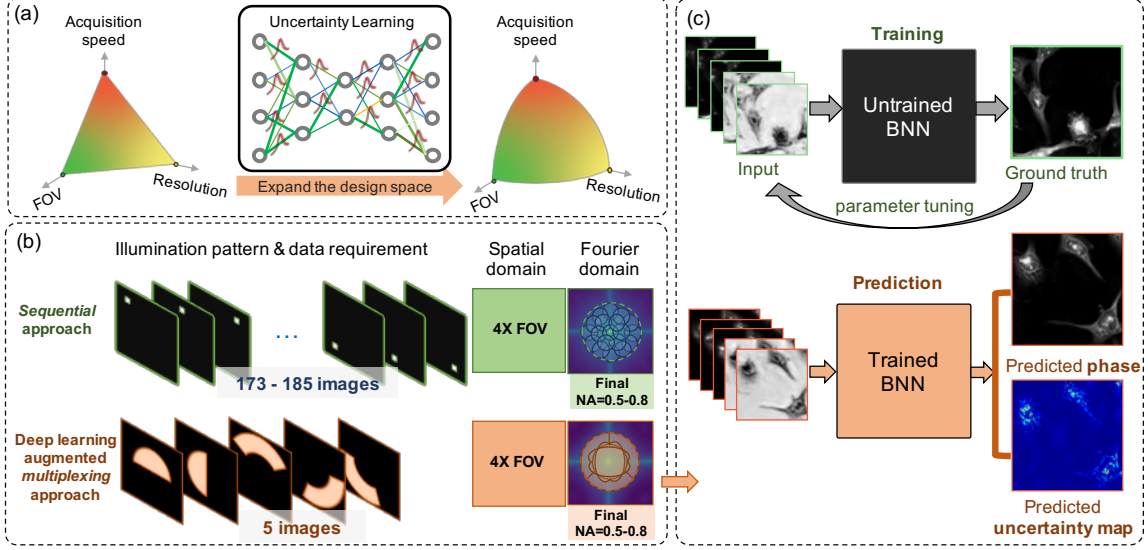 (a)
Acquisition
speed
FOV
Resolution
Uncertainty Learning
Expand the design space
Acquisition
speed
FOV
Resolution
(b)
Illumination pattern & data requirement
Spatial
domain
Fourier
domain
Sequential
approach
...
173 - 185 images
4X FOV
Final
NA=0.5-0.8
Deep learning
augmented
multiplexing
approach
5 images
4X FOV
Final
NA=0.5-0.8
(c)
Training
Input
Untrained
BNN
Ground truth
parameter tuning
Prediction
Trained
BNN
Predicted phase
Predicted
uncertainty map